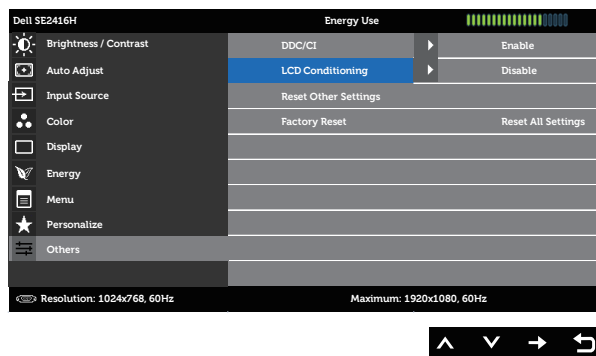 Dell SE2416H Energy Use
Brightness / Contrast DDC/CI Enable
Auto Adjust LCD Conditioning Disable
Input Source Reset Other Settings
Color Factory Reset Reset All Settings
Display
Energy
Menu
Personalize
Others
Resolution: 1024x768, 60Hz Maximum: 1920x1080, 60Hz